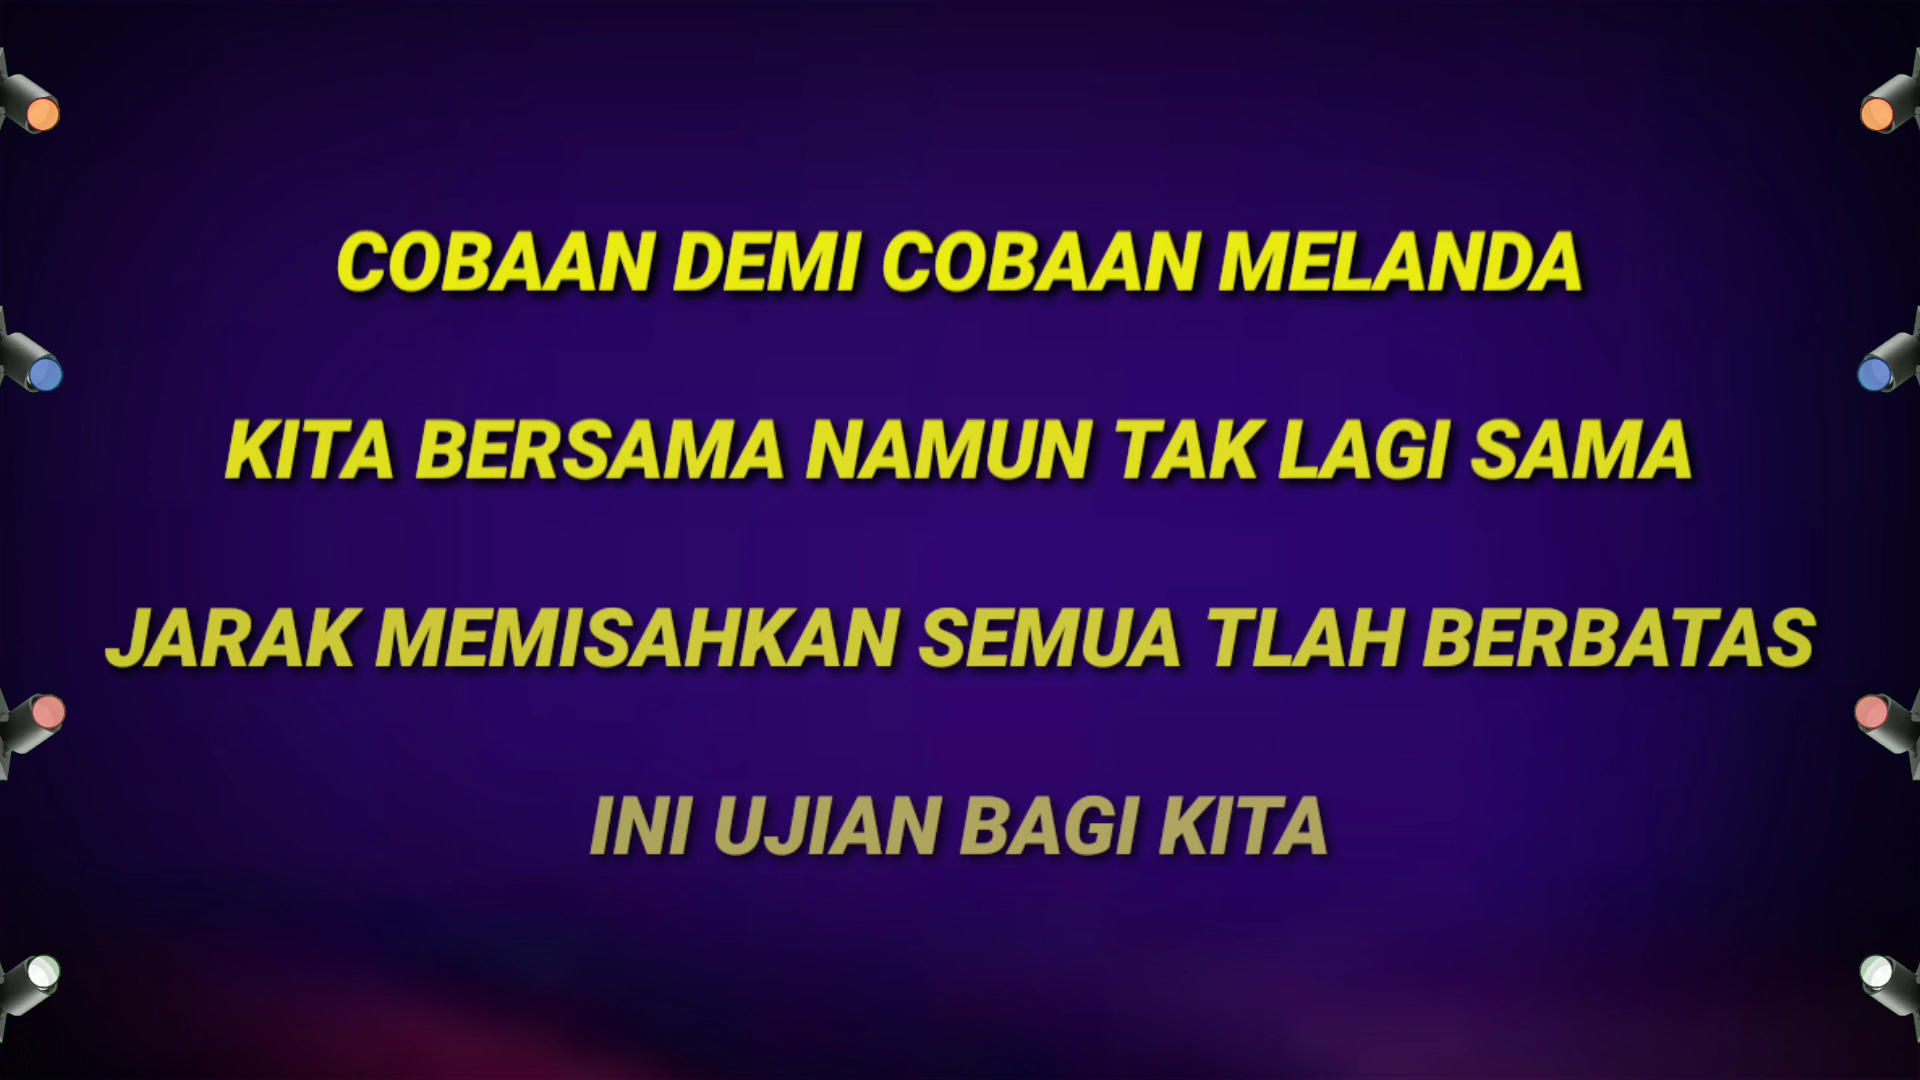 COBAAN DEMI COBAAN MELANDA
KITA BERSAMA NAMUN TAK LAGI SAMA
JARAK MEMISAHKAN SEMUA TLAH BERBATAS
INI UJIAN BAGI KITA